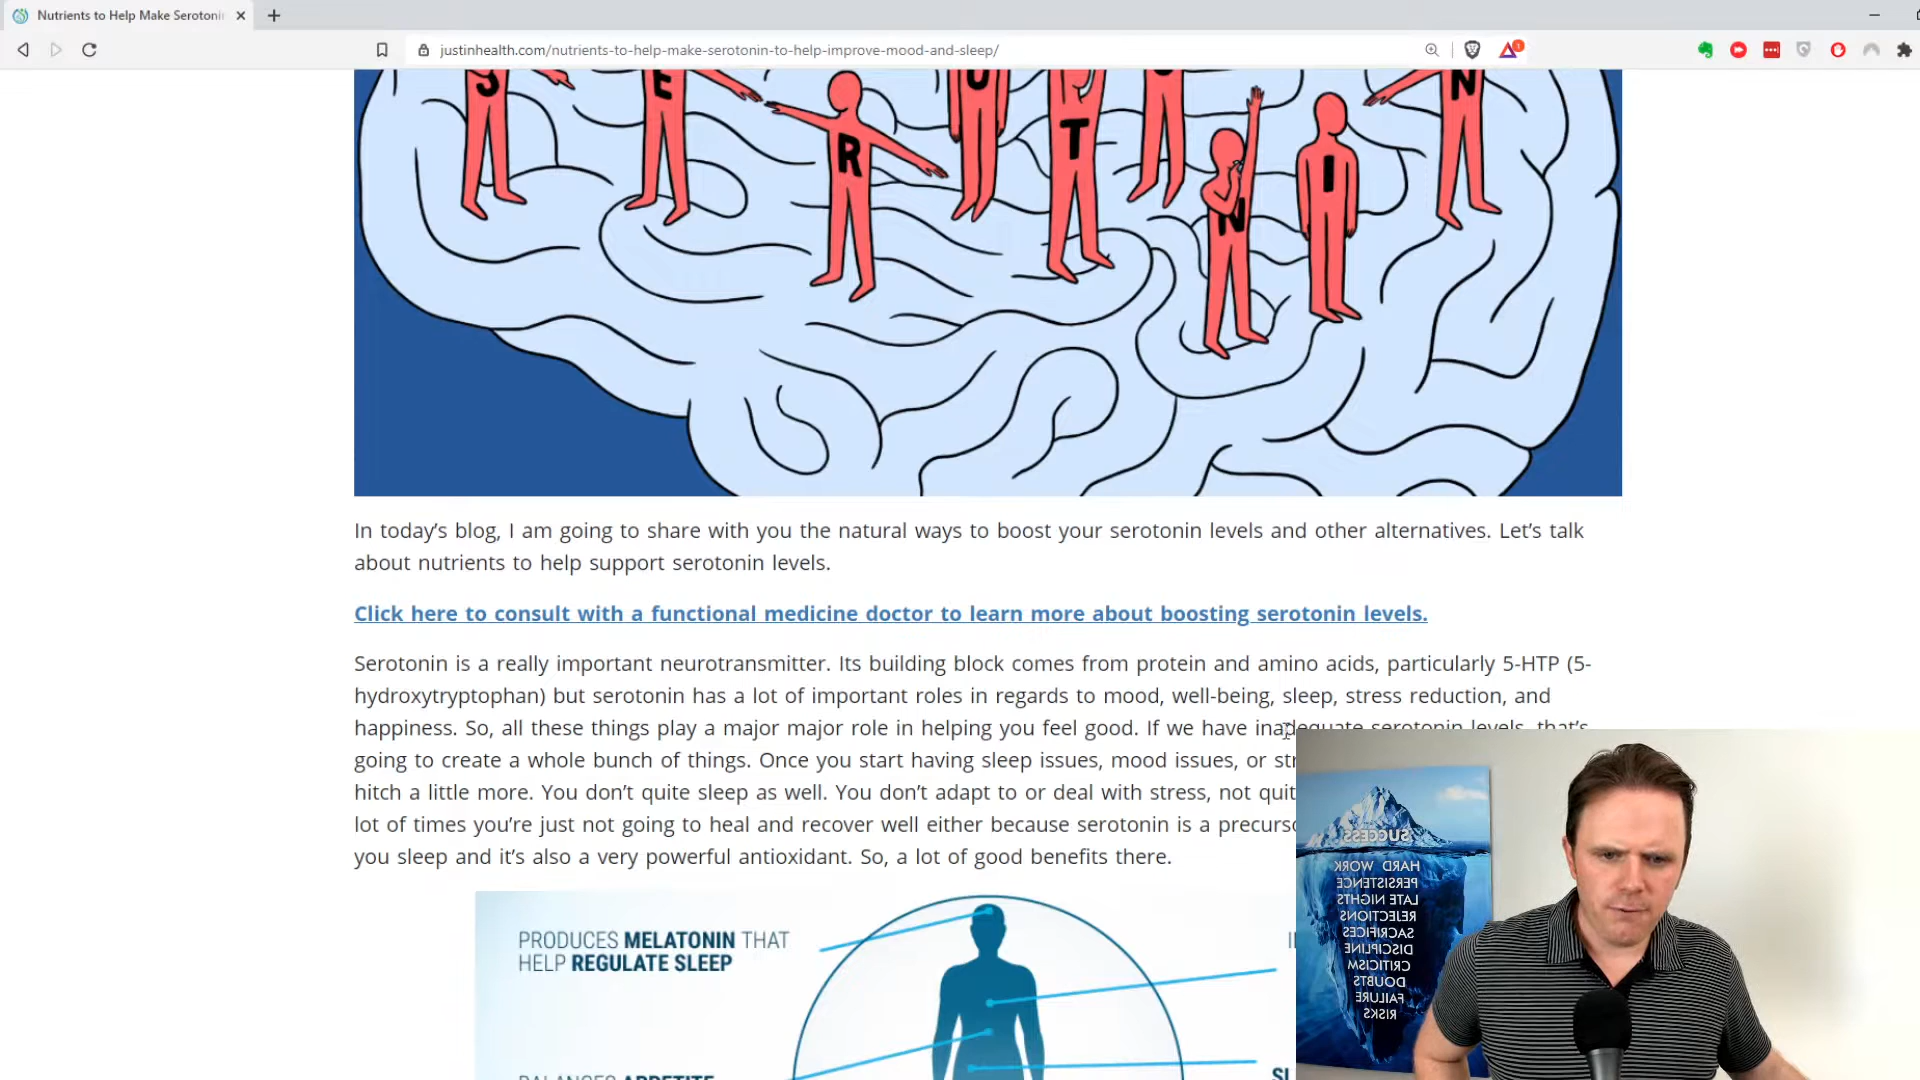 Nutrients to Help Make Serotoni
justinhealth.com/nutrients-to-help-make-serotonin-to-help-improve-mood-and-sleep/
1
S E R O T O N I N
In today’s blog, I am going to share with you the natural ways to boost your serotonin levels and other alternatives. Let’s talk
about nutrients to help support serotonin levels.
Click here to consult with a functional medicine doctor to learn more about boosting serotonin levels.
Serotonin is a really important neurotransmitter. Its building block comes from protein and amino acids, particularly 5-HTP (5-
hydroxytryptophan) but serotonin has a lot of important roles in regards to mood, well-being, sleep, stress reduction, and
happiness. So, all these things play a major major role in helping you feel good. If we have inadequate serotonin levels, that’s
going to create a whole bunch of things. Once you start having sleep issues, mood issues, or
hitch a little more. You don’t quite sleep as well. You don’t adapt to or deal with stress, not
lot of times you’re just not going to heal and recover well either because serotonin is a
you sleep and it’s also a very powerful antioxidant. So, a lot of good benefits there.
PRODUCES MELATONIN THAT
HELP REGULATE SLEEP
BALANCES APPETITE
SUCCESS
HARD WORK
PERSISTENCE
LATE NIGHTS
REJECTIONS
SACRIFICES
DISCIPLINE
CRITICISM
DOUBTS
FAILURE
RISKS